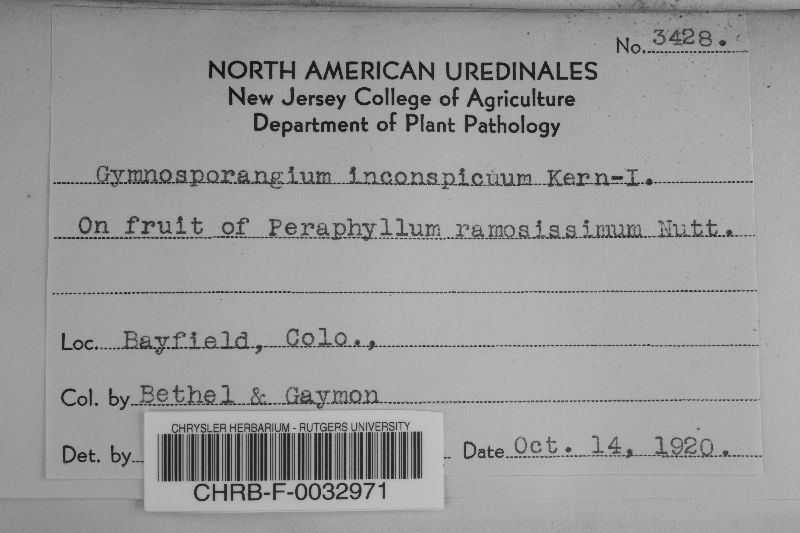 No. 3428.
NORTH AMERICAN UREDINALES
New Jersey College of Agriculture
Department of Plant Pathology
Gymnosporangium inconspicuum Kern-I.
On fruit of Peraphyllum ramosissimum Nutt.
Loc. Bayfield, Colo.,
Col. by Bethel & Gaymon
Det. by
Date Oct. 14, 1920.
CHRYSLER HERBARIUM - RUTGERS UNIVERSITY
CHRB-F-0032971